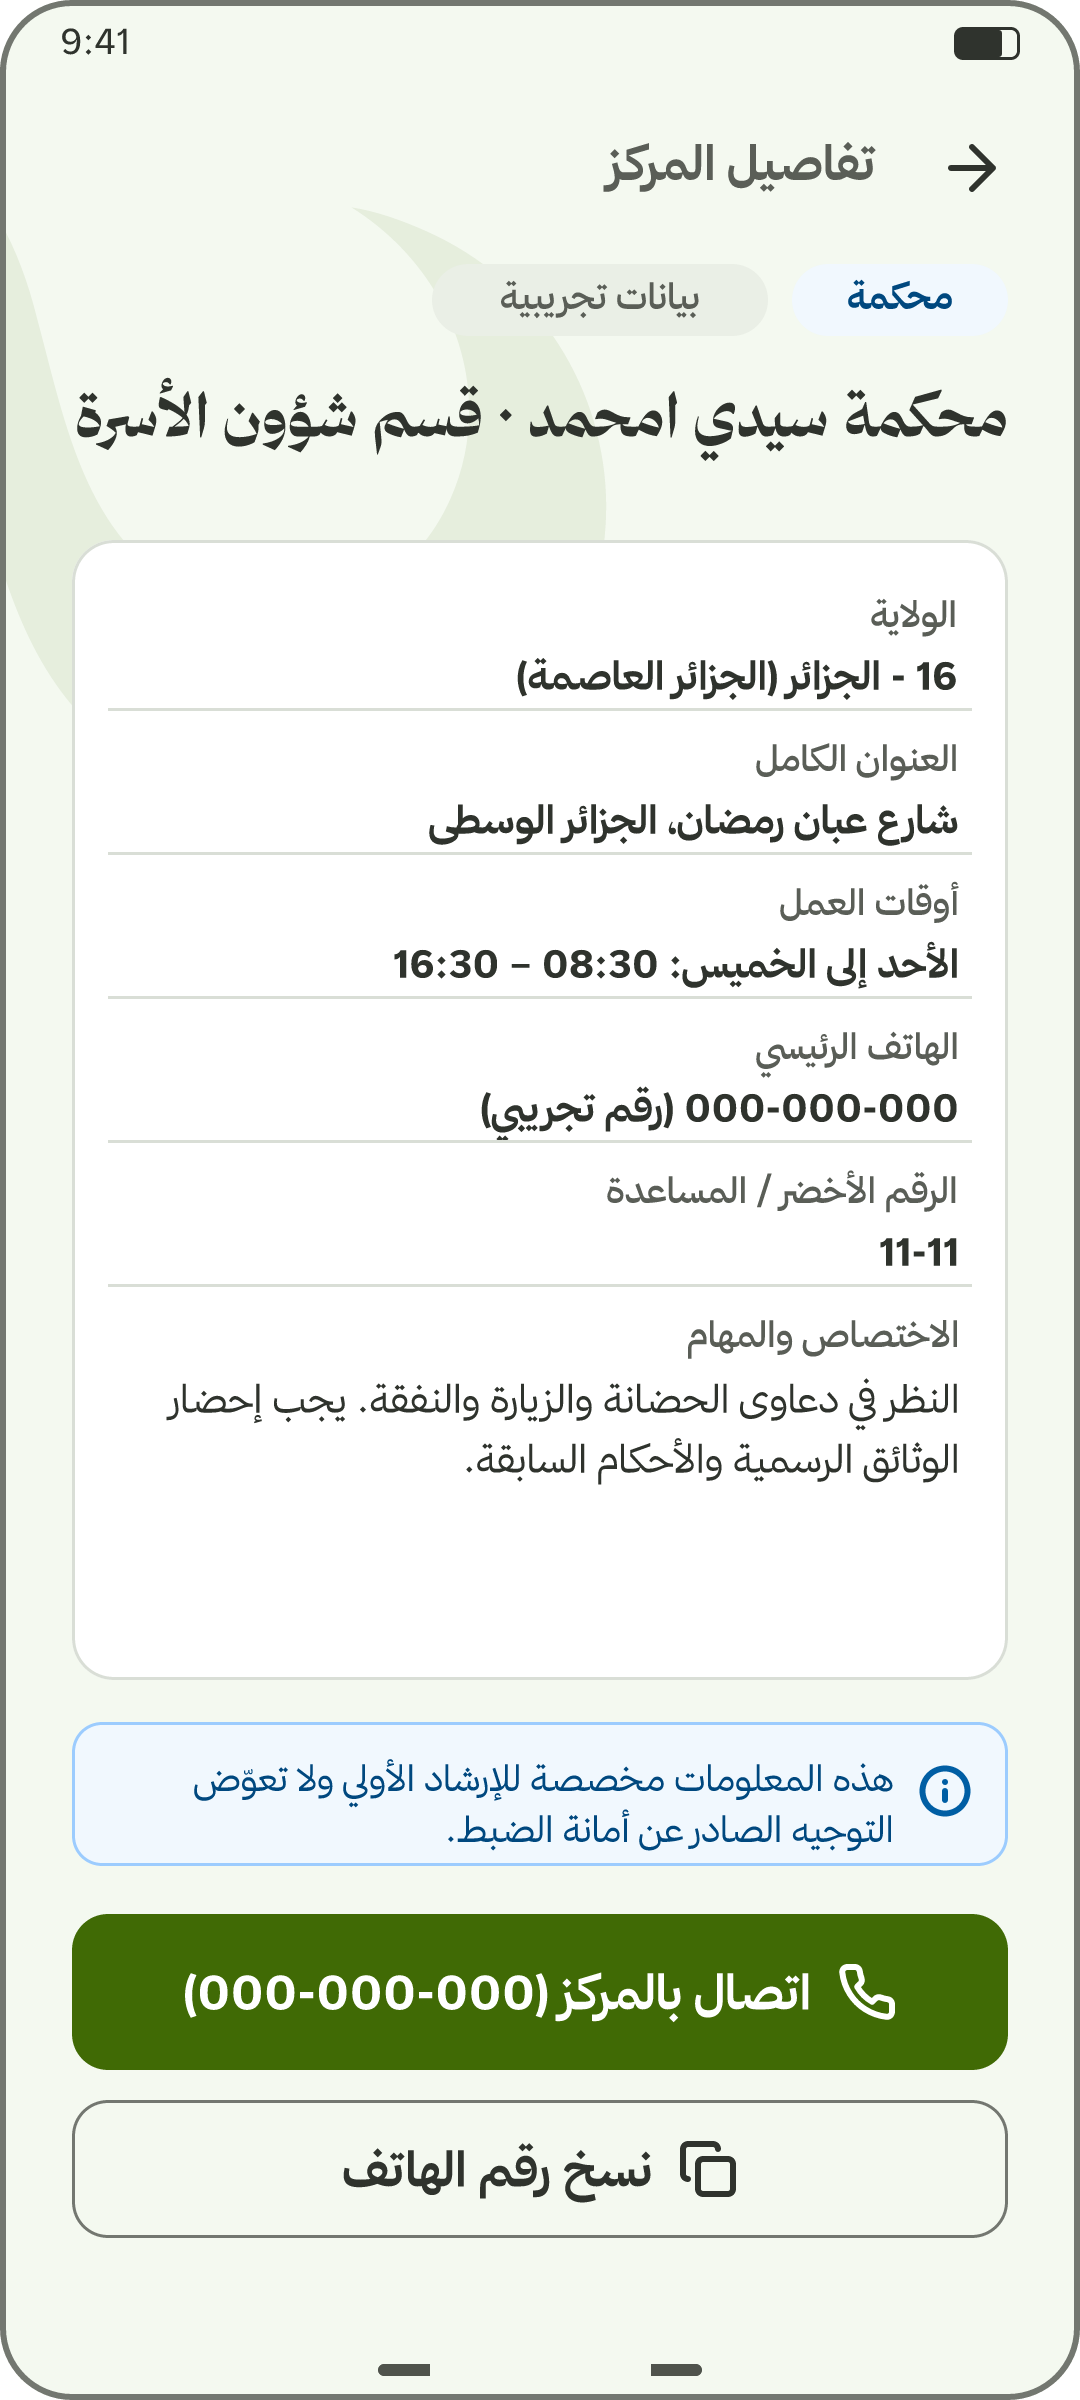 9:41
تفاصيل المركز
محكمة
بيانات تجريبية
محكمة سيدي امحمد · قسم شؤون الأسرة
الولاية
16 - الجزائر (الجزائر العاصمة)
العنوان الكامل
شارع عبان رمضان، الجزائر الوسطى
أوقات العمل
الأحد إلى الخميس: 08:30 – 16:30
الهاتف الرئيسي
000-000-000 (رقم تجريبي)
الرقم الأخضر / المساعدة
11-11
الاختصاص والمهام
النظر في دعاوى الحضانة والزيارة والنفقة. يجب إحضار
الوثائق الرسمية والأحكام السابقة.
هذه المعلومات مخصصة للإرشاد الأولي ولا تعوّض
التوجيه الصادر عن أمانة الضبط.
اتصال بالمركز (000-000-000)
نسخ رقم الهاتف